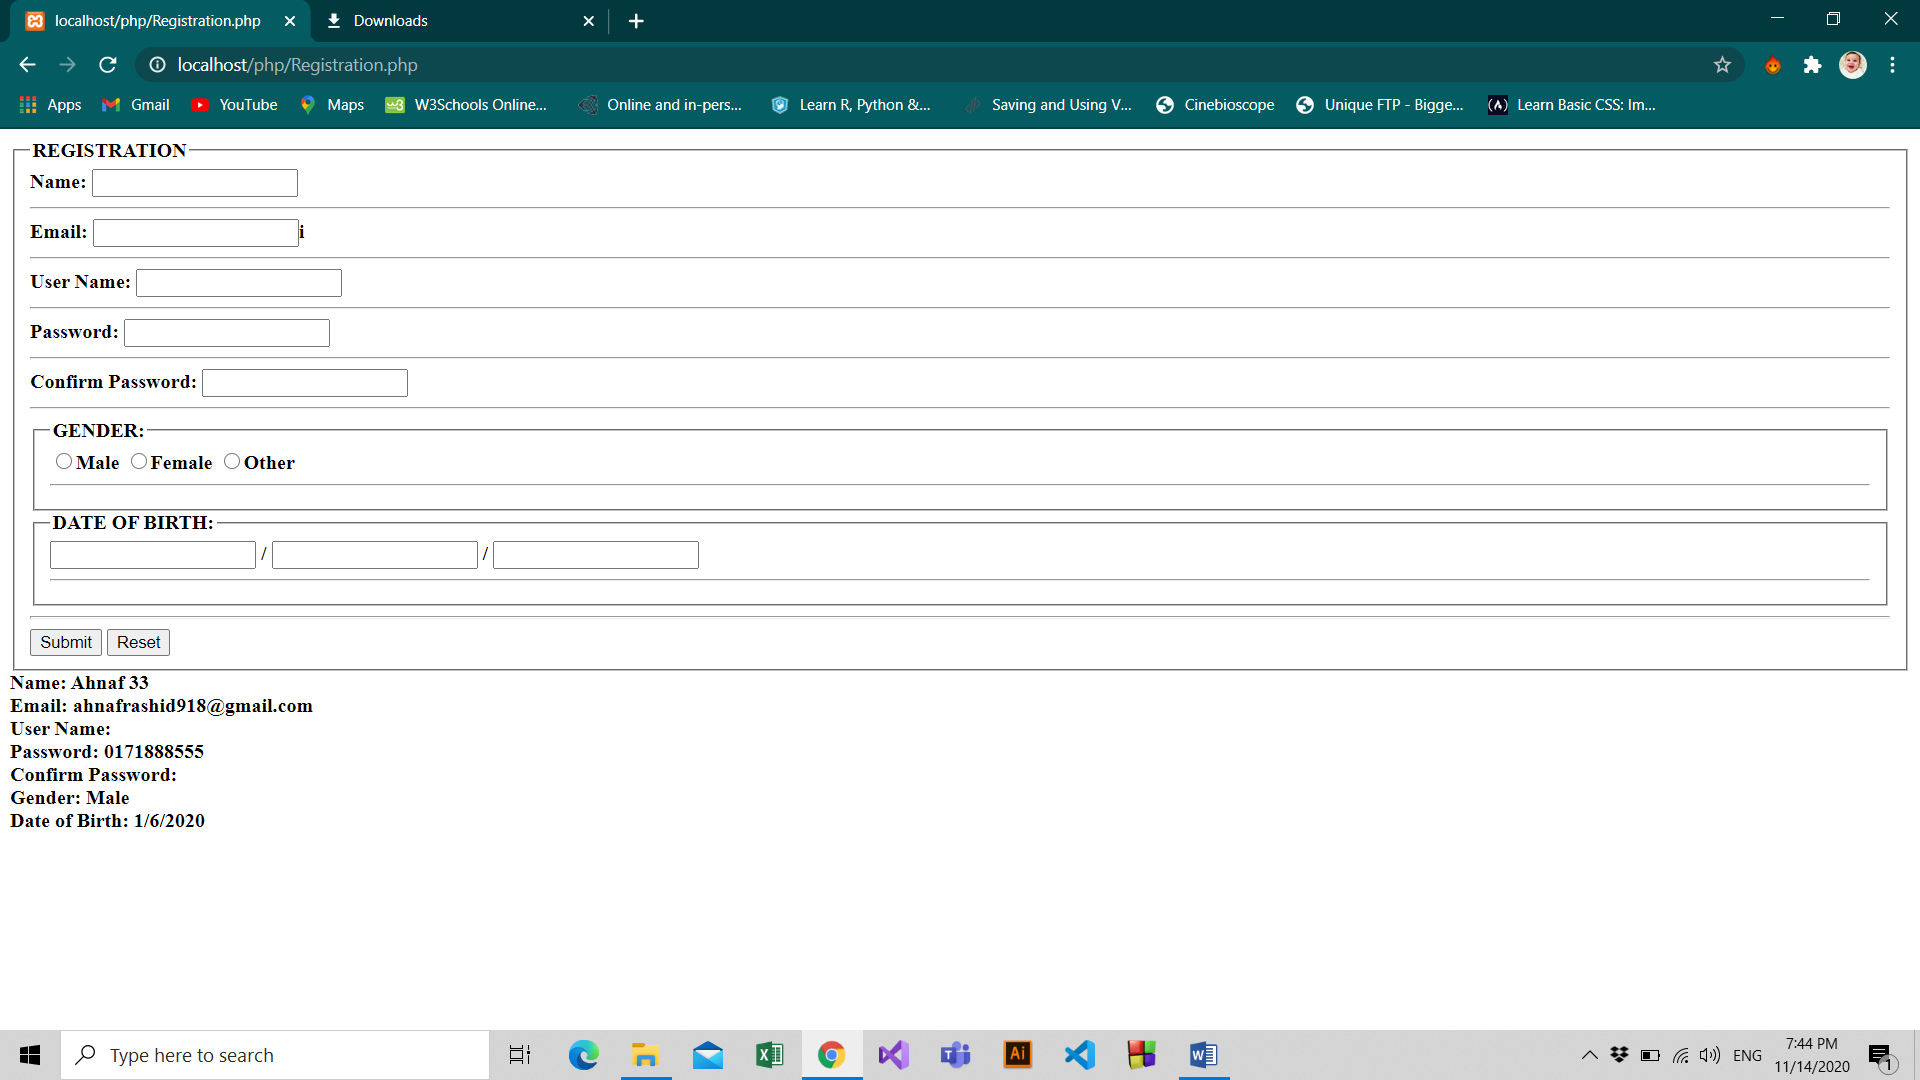 localhost/php/Registration.php
Downloads
localhost/php/Registration.php
Apps Gmail YouTube Maps W3Schools Online... Online and in-pers... Learn R, Python &... Saving and Using V... Cinebioscope Unique FTP - Bigge... Learn Basic CSS: Im...
REGISTRATION
Name:
Email: i
User Name:
Password:
Confirm Password:
GENDER:
Male Female Other
DATE OF BIRTH:
/ /
Submit Reset
Name: Ahnaf 33
Email: ahnafrashid918@gmail.com
User Name:
Password: 0171888555
Confirm Password:
Gender: Male
Date of Birth: 1/6/2020
Type here to search
ENG
7:44 PM
11/14/2020
1